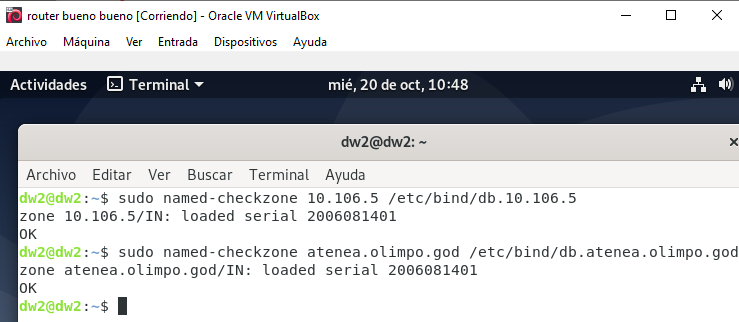 router bueno bueno [Corriendo] - Oracle VM VirtualBox
Archivo Máquina Ver Entrada Dispositivos Ayuda
Actividades Terminal mié, 20 de oct, 10:48
dw2@dw2: ~
Archivo Editar Ver Buscar Terminal Ayuda
dw2@dw2:~$ sudo named-checkzone 10.106.5 /etc/bind/db.10.106.5
zone 10.106.5/IN: loaded serial 2006081401
OK
dw2@dw2:~$ sudo named-checkzone atenea.olimpo.god /etc/bind/db.atenea.olimpo.god
zone atenea.olimpo.god/IN: loaded serial 2006081401
OK
dw2@dw2:~$